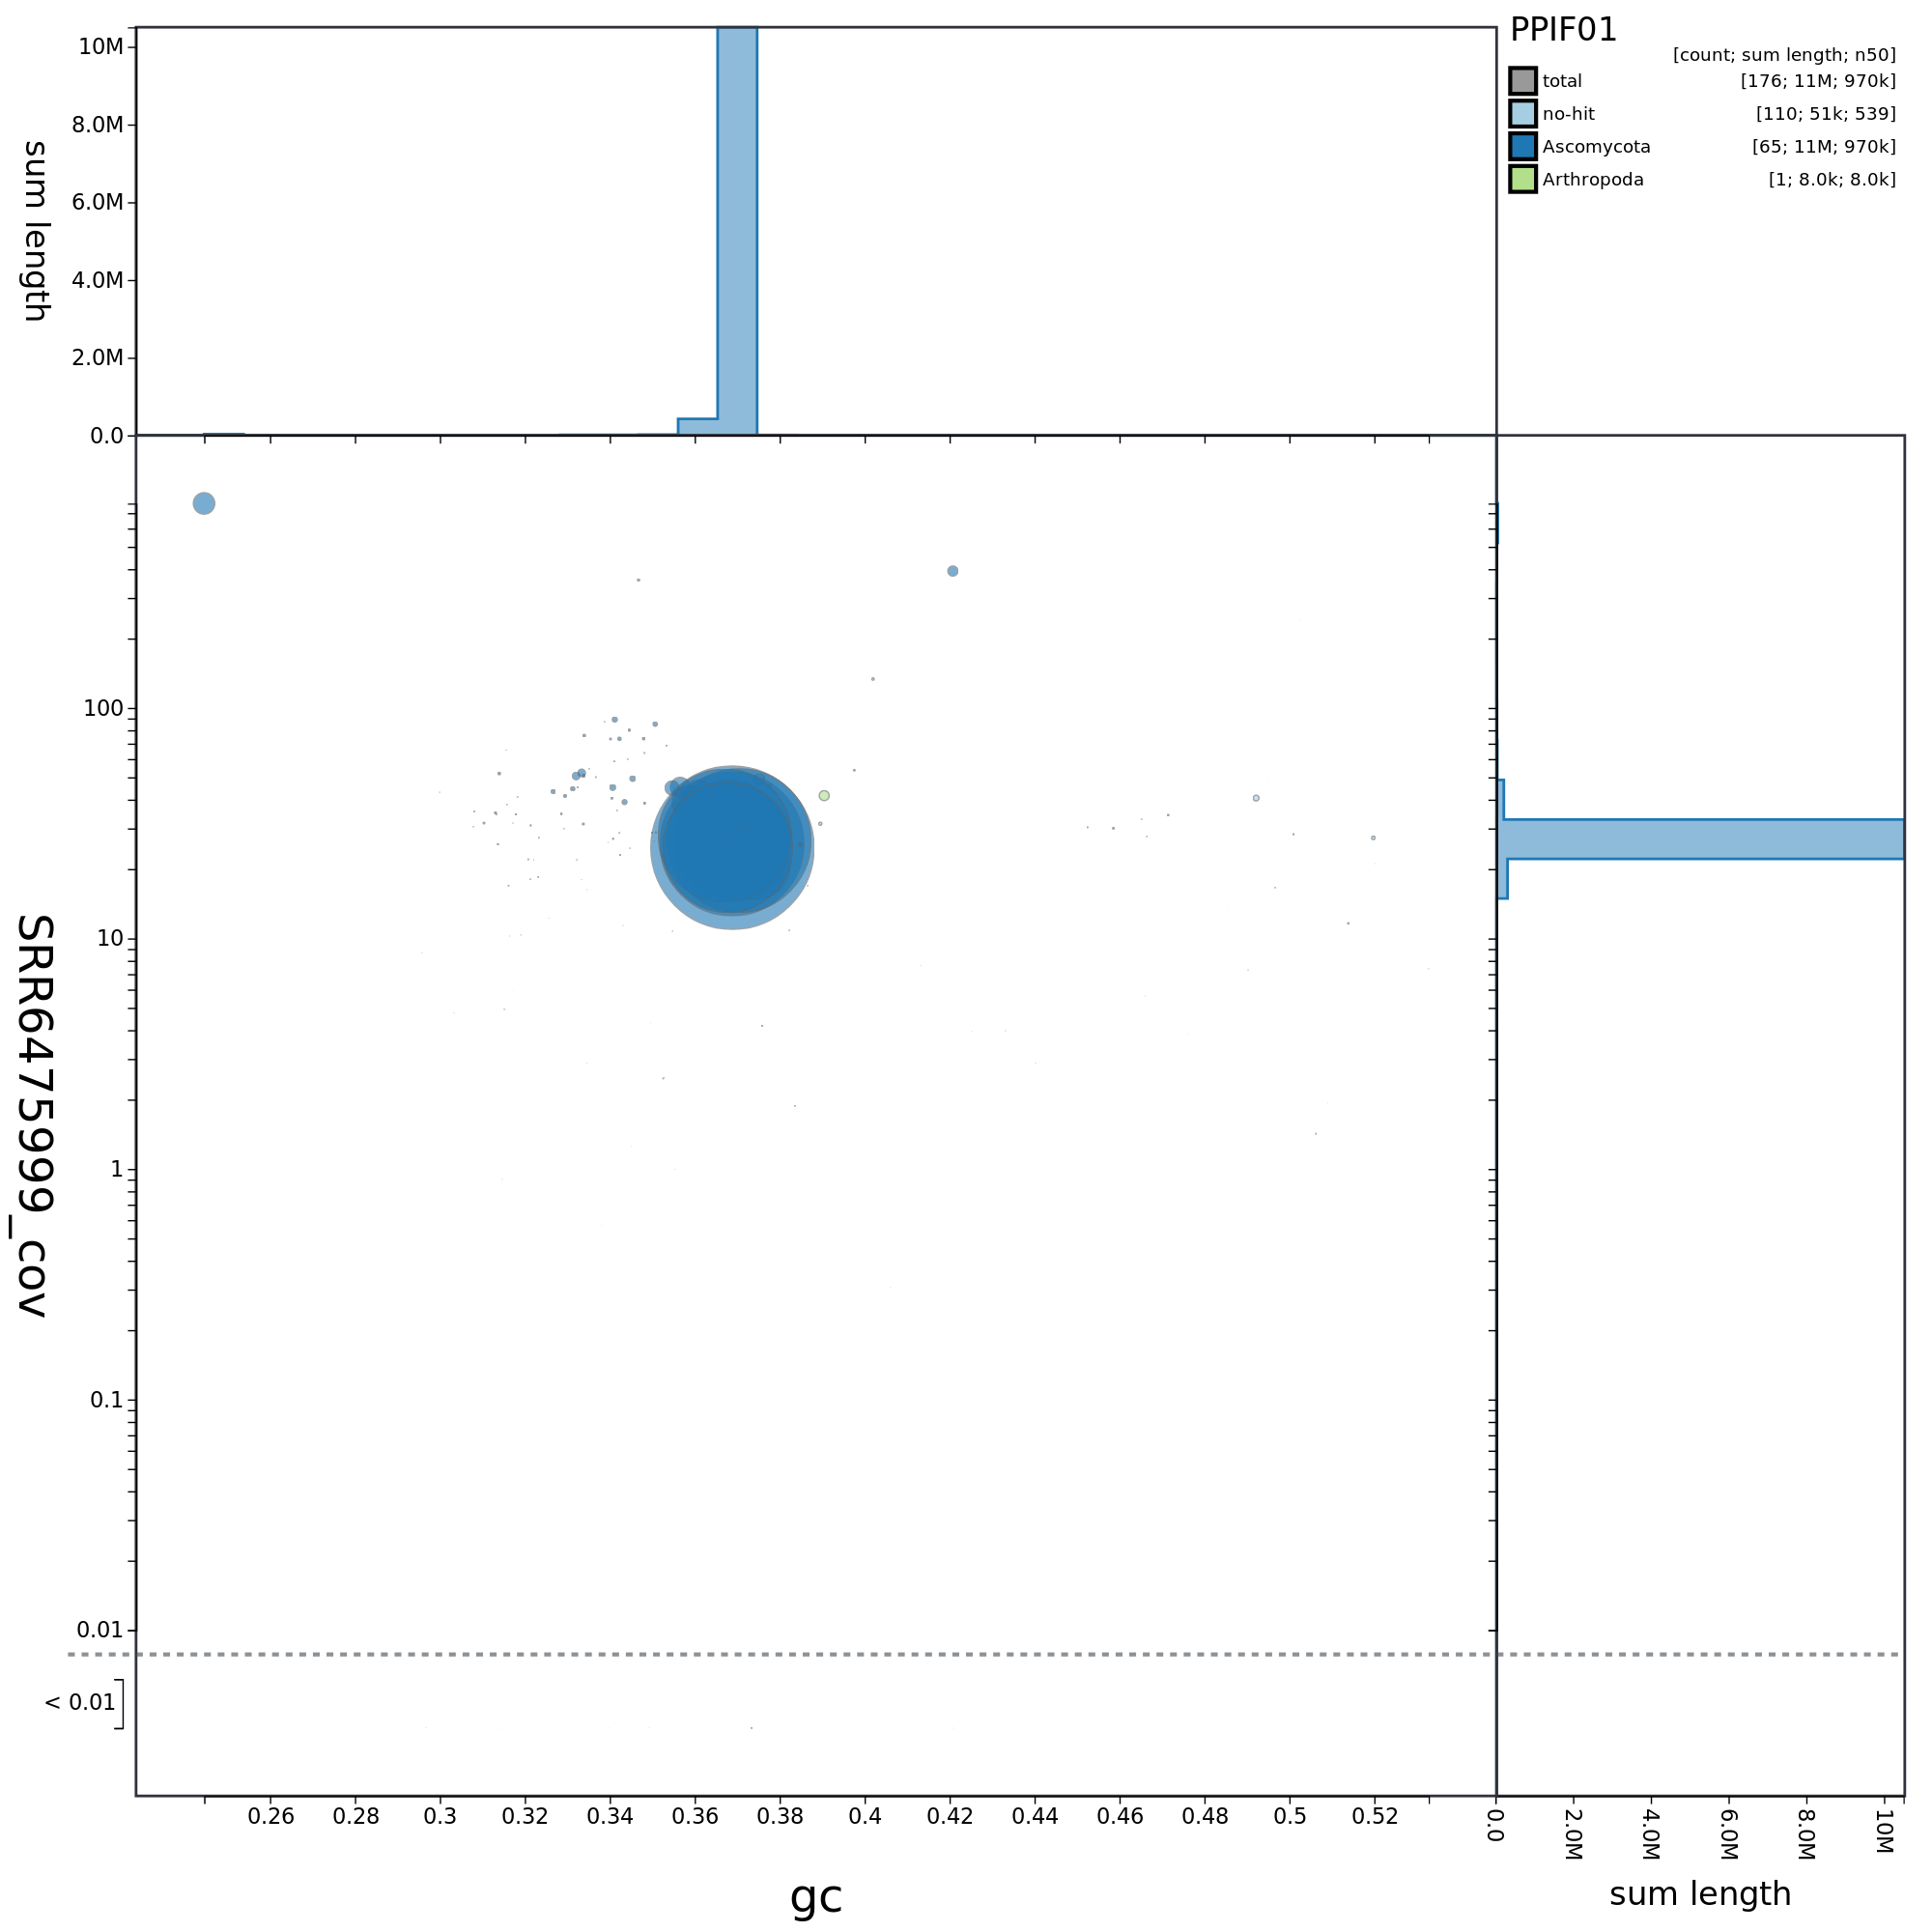 PPIF01
[count; sum length; n50]
total [176; 11M; 970k]
no-hit [110; 51k; 539]
Ascomycota [65; 11M; 970k]
Arthropoda [1; 8.0k; 8.0k]
sum length
10M
8.0M
6.0M
4.0M
2.0M
0.0
SRR6475999_cov
100
10
1
0.1
0.01
< 0.01
0.26 0.28 0.3 0.32 0.34 0.36 0.38 0.4 0.42 0.44 0.46 0.48 0.5 0.52
gc
0.0 2.0M 4.0M 6.0M 8.0M 10M
sum length